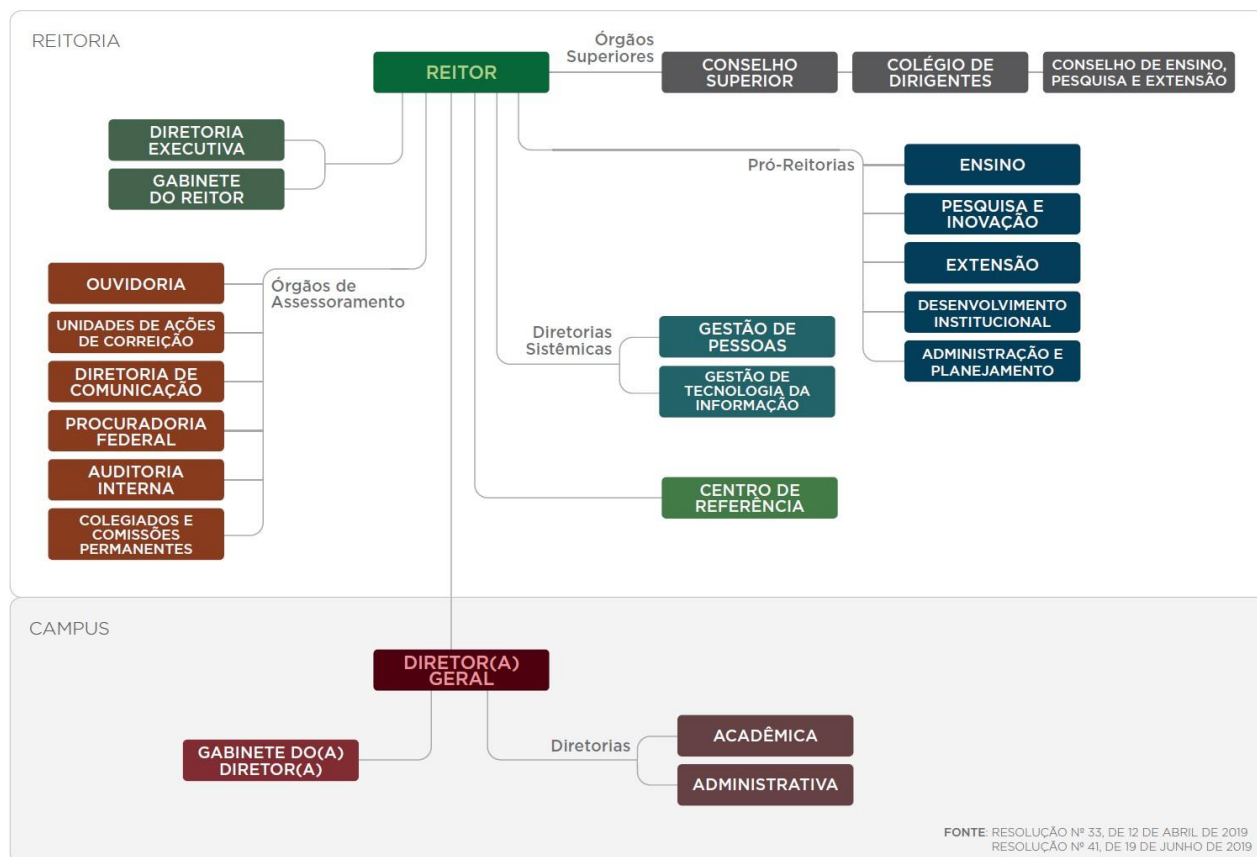 REITORIA
REITOR
Órgãos
Superiores
CONSELHO
SUPERIOR
COLÉGIO DE
DIRIGENTES
CONSELHO DE ENSINO,
PESQUISA E EXTENSÃO
DIRETORIA
EXECUTIVA
GABINETE
DO REITOR
Pró-Reitorias
ENSINO
PESQUISA E
INOVAÇÃO
EXTENSÃO
DESENVOLVIMENTO
INSTITUCIONAL
ADMINISTRAÇÃO E
PLANEJAMENTO
Órgãos de
Assessoramento
OUVIDORIA
UNIDADES DE AÇÕES
DE CORREIÇÃO
DIRETORIA DE
COMUNICAÇÃO
PROCURADORIA
FEDERAL
AUDITORIA
INTERNA
COLEGIADOS E
COMISSÕES
PERMANENTES
Diretorias
Sistêmicas
GESTÃO DE
PESSOAS
GESTÃO DE
TECNOLOGIA DA
INFORMAÇÃO
CENTRO DE
REFERÊNCIA
CAMPUS
DIRETOR(A)
GERAL
GABINETE DO(A)
DIRETOR(A)
Diretorias
ACADÊMICA
ADMINISTRATIVA
FONTE: RESOLUÇÃO Nº 33, DE 12 DE ABRIL DE 2019
RESOLUÇÃO Nº 41, DE 19 DE JUNHO DE 2019